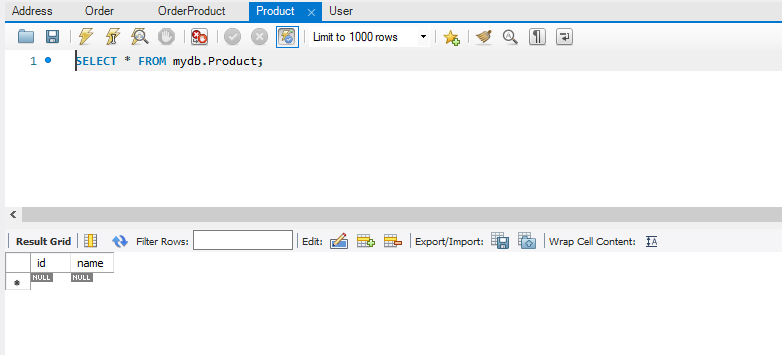 Address Order OrderProduct Product User
Limit to 1000 rows
1 SELECT * FROM mydb.Product;
Result Grid Filter Rows: Edit: Export/Import: Wrap Cell Content:
id name
NULL NULL